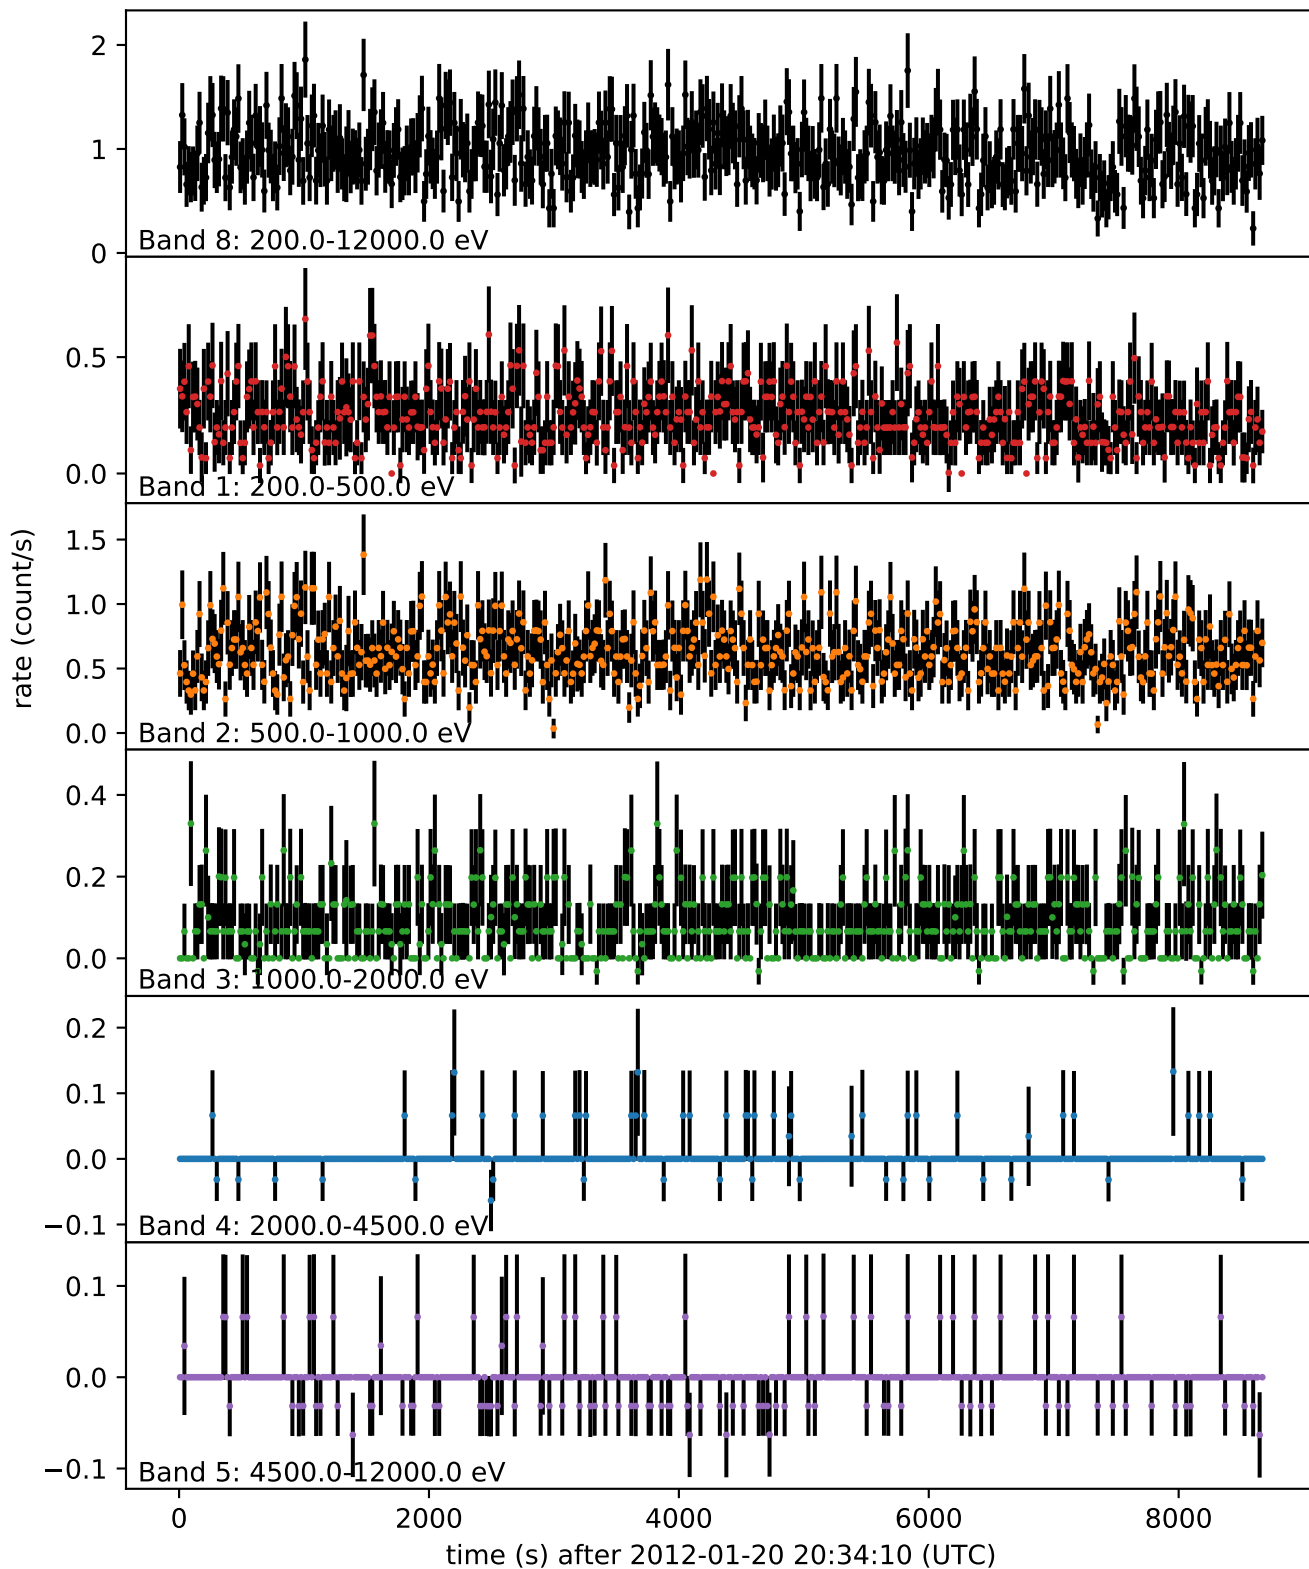 2
1
0
Band 8: 200.0-12000.0 eV
0.5
0.0
Band 1: 200.0-500.0 eV
1.5
1.0
0.5
0.0
Band 2: 500.0-1000.0 eV
rate (count/s)
0.4
0.2
0.0
Band 3: 1000.0-2000.0 eV
0.2
0.1
0.0
−0.1
Band 4: 2000.0-4500.0 eV
0.1
0.0
−0.1
Band 5: 4500.0-12000.0 eV
0 2000 4000 6000 8000
time (s) after 2012-01-20 20:34:10 (UTC)